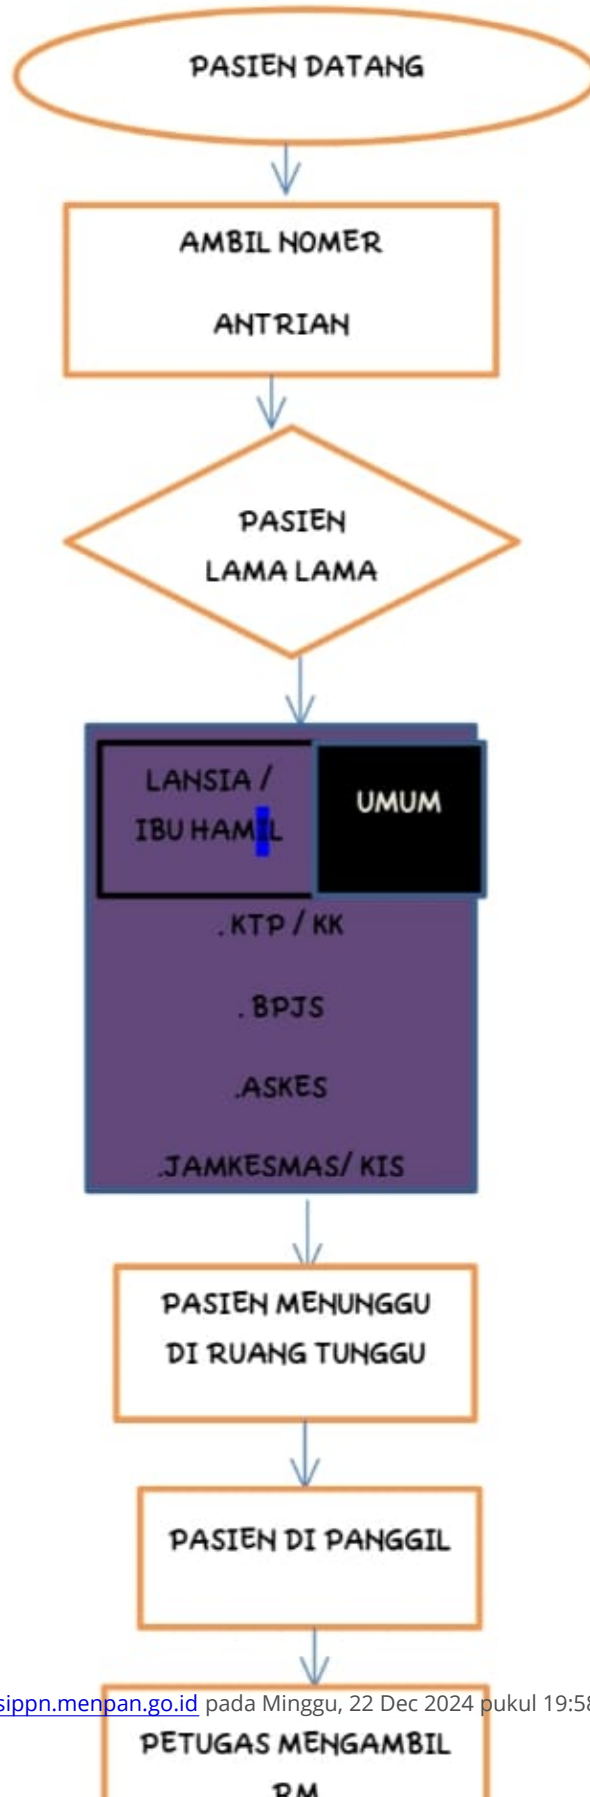 PASIEN DATANG
AMBIL NOMER
ANTRIAN
PASIEN
LAMA LAMA
LANSIA /
IBU HAMIL
UMUM
. KTP / KK
. BPJS
.ASKES
.JAMKESMAS/ KIS
PASIEN MENUNGGU
DI RUANG TUNGGU
PASIEN DI PANGGIL
sippn.menpan.go.id pada Minggu, 22 Dec 2024 pukul 19:58
PETUGAS MENGAMBIL
RM